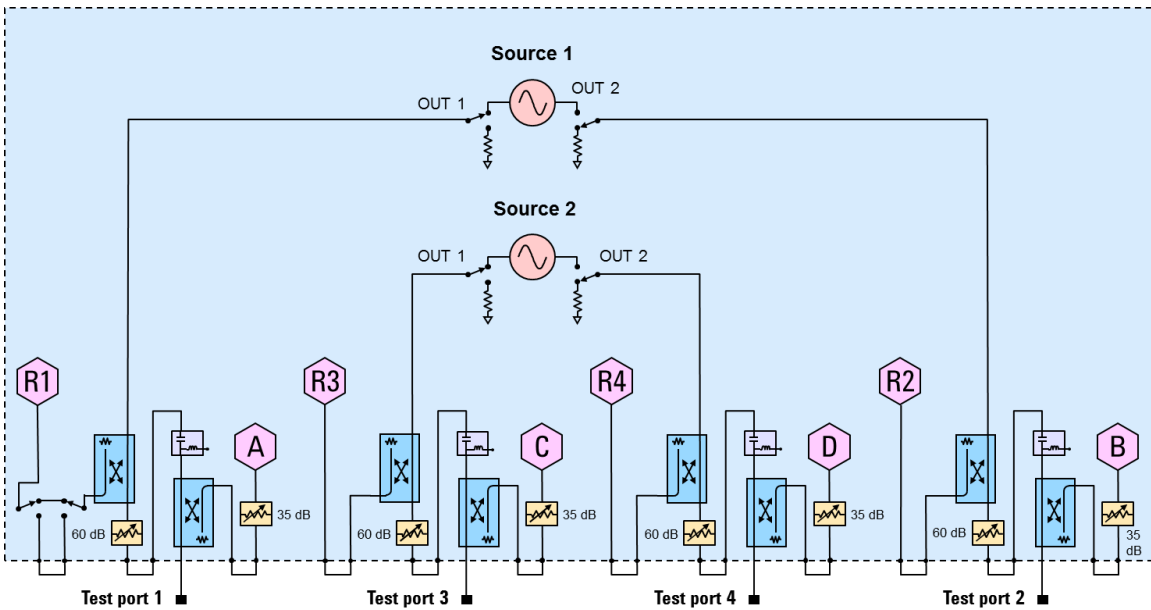 Source 1
OUT 1
OUT 2
Source 2
OUT 1
OUT 2
R1
R3
R4
R2
A
C
D
B
60 dB
35 dB
60 dB
35 dB
60 dB
35 dB
60 dB
35
dB
Test port 1
Test port 3
Test port 4
Test port 2